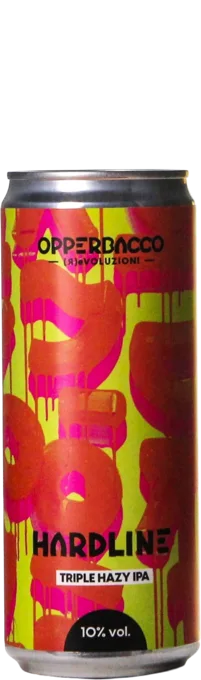 OPPERBACCO
(R)eVOLUZIONI
HARDLINE
TRIPLE HAZY IPA
10% vol.